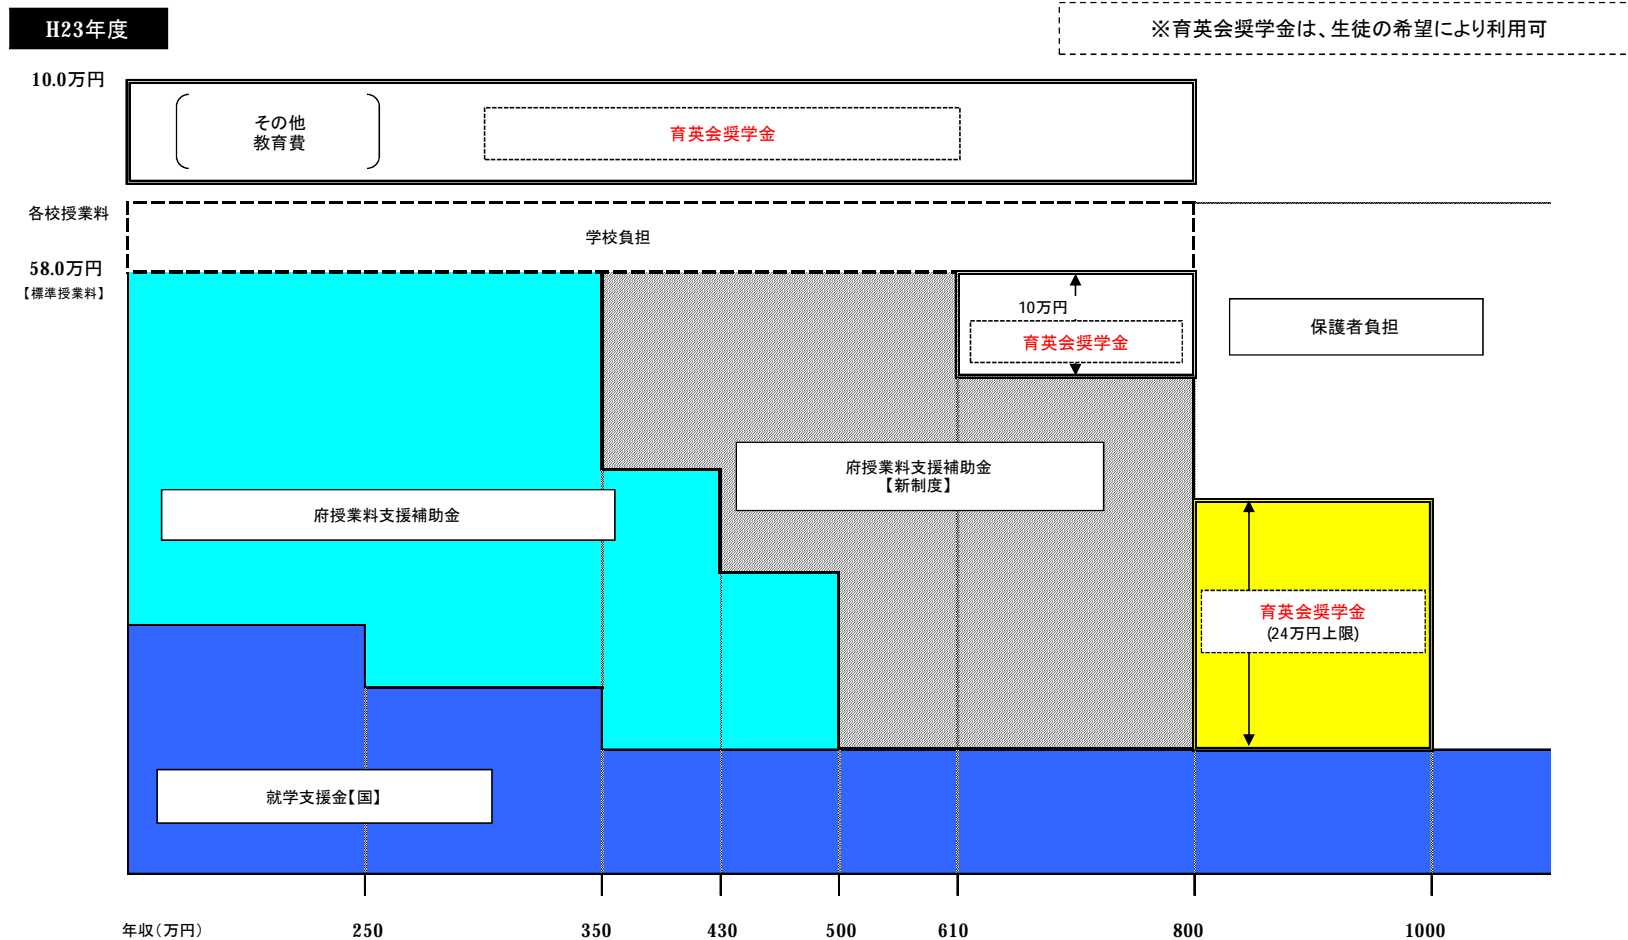 H23年度
※育英会奨学金は、生徒の希望により利用可
10.0万円
その他
教育費
育英会奨学金
各校授業料
学校負担
58.0万円
【標準授業料】
10万円
育英会奨学金
保護者負担
府授業料支援補助金
【新制度】
府授業料支援補助金
育英会奨学金
(24万円上限)
就学支援金【国】
年収(万円) 250 350 430 500 610 800 1000